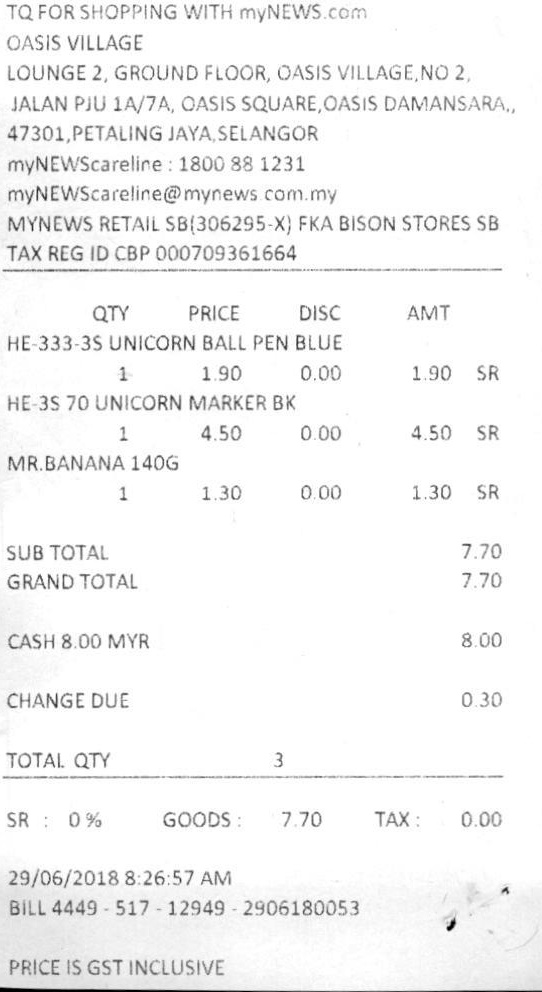 TQ FOR SHOPPING WITH myNEWS.com
OASIS VILLAGE
LOUNGE 2, GROUND FLOOR, OASIS VILLAGE,NO 2,
JALAN PJU 1A/7A, OASIS SQUARE,OASIS DAMANSARA,,
47301,PETALING JAYA,SELANGOR
myNEWScareline : 1800 88 1231
myNEWScareline@mynews.com.my
MYNEWS RETAIL SB(306295-X) FKA BISON STORES SB
TAX REG ID CBP 000709361664
QTY PRICE DISC AMT
HE-333-3S UNICORN BALL PEN BLUE
1 1.90 0.00 1.90 SR
HE-3S 70 UNICORN MARKER BK
1 4.50 0.00 4.50 SR
MR.BANANA 140G
1 1.30 0.00 1.30 SR
SUB TOTAL 7.70
GRAND TOTAL 7.70
CASH 8.00 MYR 8.00
CHANGE DUE 0.30
TOTAL QTY 3
SR : 0 % GOODS : 7.70 TAX : 0.00
29/06/2018 8:26:57 AM
BILL 4449 - 517 - 12949 - 2906180053
PRICE IS GST INCLUSIVE